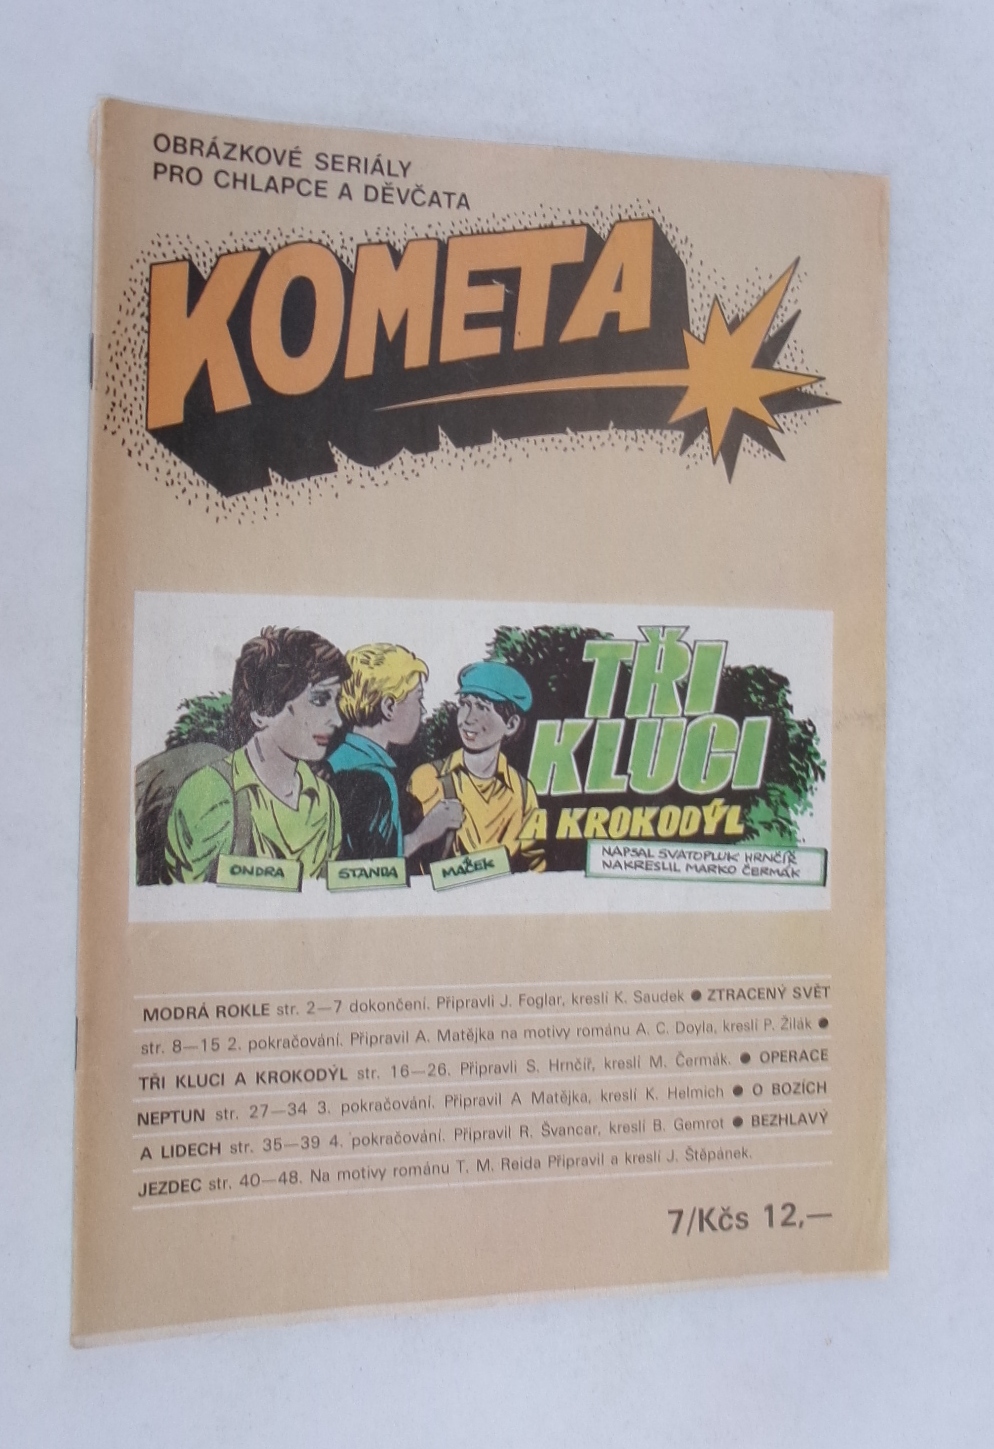 OBRÁZKOVÉ SERIÁLY
PRO CHLAPCE A DĚVČATA
KOMETA
TŘI
KLUCI
A KROKODÝL
ONDRA
STANDA
MAČEK
NAPSAL SVATOPLUK HRNČÍŘ
NAKRESLIL MARKO ČERMÁK
MODRÁ ROKLE str. 2—7 dokončení. Připravli J. Foglar, kreslí K. Saudek ● ZTRACENÝ SVĚT
str. 8—15 2. pokračování. Připravil A. Matějka na motivy románu A. C. Doyla, kreslí P. Žilák ●
TŘI KLUCI A KROKODÝL str. 16—26. Připravli S. Hrnčíř, kreslí M. Čermák. ● OPERACE
NEPTUN str. 27—34 3. pokračování. Připravil A Matějka, kreslí K. Helmich ● O BOZÍCH
A LIDECH str. 35—39 4. pokračování. Připravil R. Švancar, kreslí B. Gemrot ● BEZHLAVÝ
JEZDEC str. 40—48. Na motivy románu T. M. Reida Připravil a kreslí J. Štěpánek.
7/Kčs 12,—